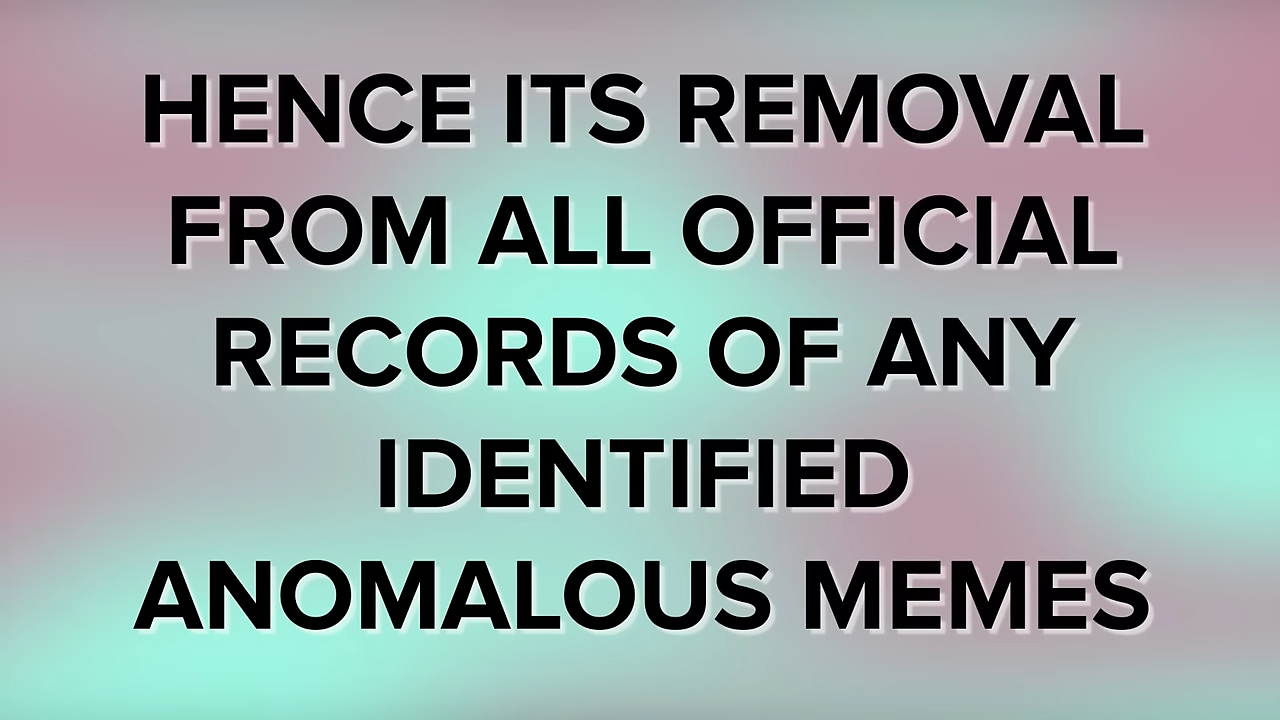 HENCE ITS REMOVAL
FROM ALL OFFICIAL
RECORDS OF ANY
IDENTIFIED
ANOMALOUS MEMES